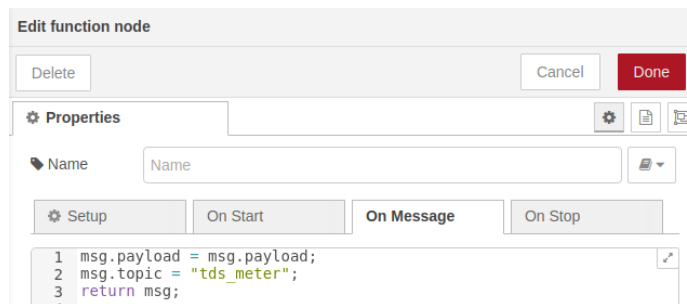 Edit function node
Delete Cancel Done
Properties
Name Name
Setup On Start On Message On Stop
1 msg.payload = msg.payload;
2 msg.topic = "tds_meter";
3 return msg;